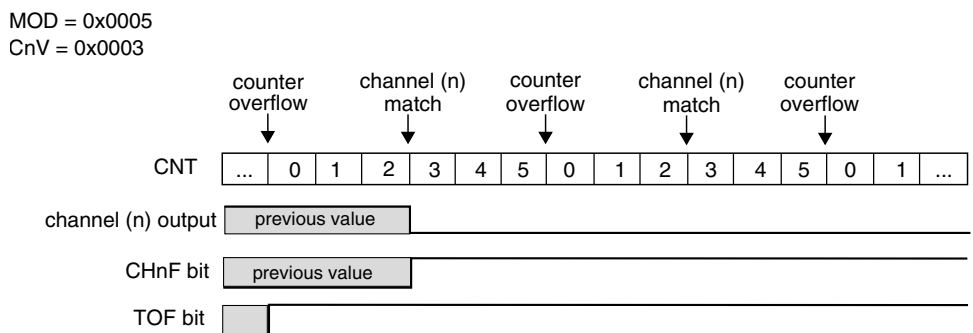 MOD = 0x0005
CnV = 0x0003
counter overflow
channel (n) match
counter overflow
channel (n) match
counter overflow
CNT ... 0 1 2 3 4 5 0 1 2 3 4 5 0 1 ...
channel (n) output previous value
CHnF bit previous value
TOF bit